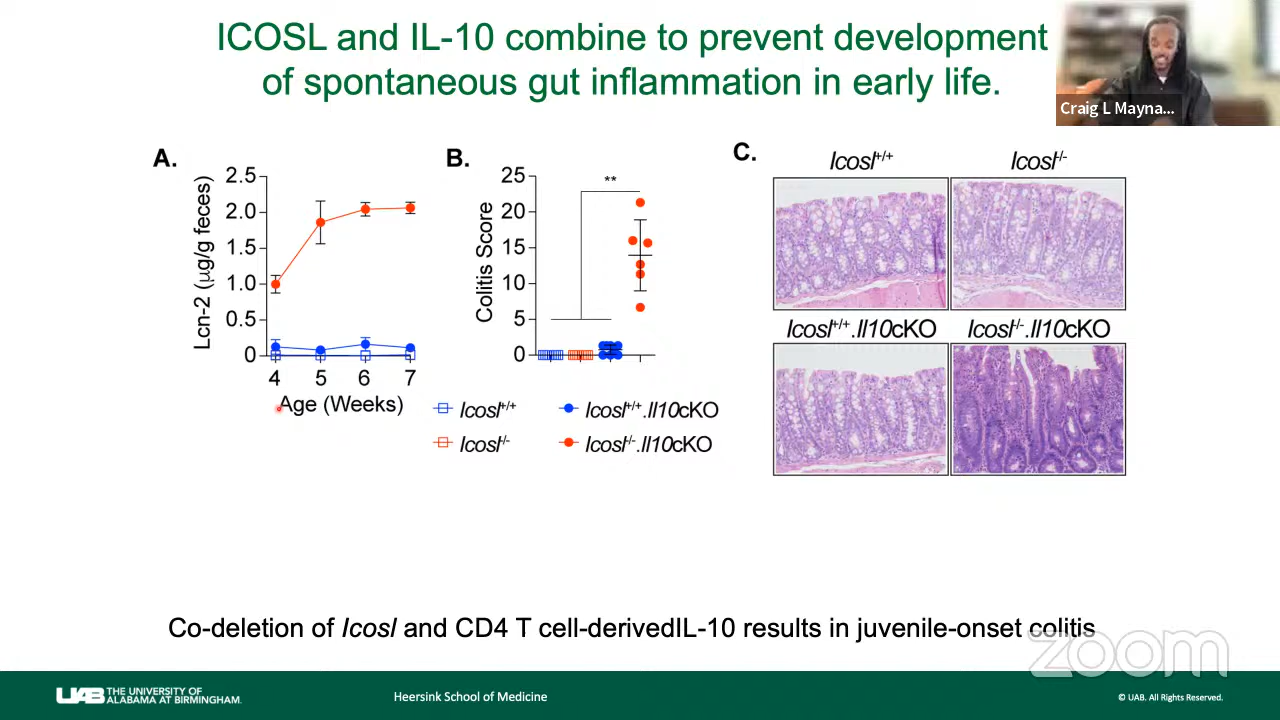 ICOSL and IL-10 combine to prevent development
of spontaneous gut inflammation in early life.
Craig L Mayna...
A.
Lcn-2 (μg/g feces)
2.5
2.0
1.5
1.0
0.5
0
4 5 6 7
Age (Weeks)
B.
Colitis Score
25
20
15
10
5
0
**
Icosl+/+
Icosl-/-
Icosl+/+.Il10cKO
Icosl-/-.Il10cKO
C.
Icosl+/+
Icosl-/-
Icosl+/+.Il10cKO
Icosl-/-.Il10cKO
Co-deletion of Icosl and CD4 T cell-derivedIL-10 results in juvenile-onset colitis
zoom
UAB THE UNIVERSITY OF
ALABAMA AT BIRMINGHAM.
Heersink School of Medicine
© UAB. All Rights Reserved.